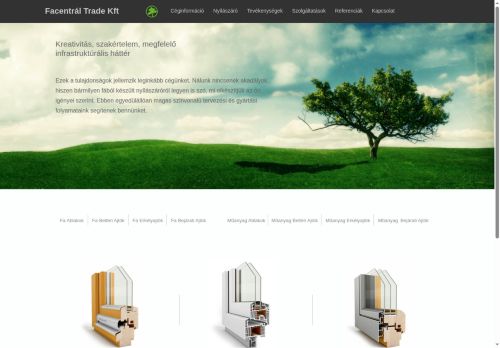 Facentrál Trade Kft
Céginformáció Nyílászáró Tevékenységek Szolgáltatások Referenciák Kapcsolat
Kreativitás, szakértelem, megfelelő
infrastruktúrális háttér
Ezek a tulajdonságok jellemzik leginkább cégünket. Nálunk nincsenek akadályok,
hiszen bármilyen fából készült nyílászáróról legyen is szó, mi elkészítjük az ön
igényei szerint. Ebben egyedülállóan magas színvonalú tervezési és gyártási
folyamataink segítenek bennünket.
Fa Ablakok Fa Beltéri Ajtók Fa Erkélyajtók Fa Bejárati Ajtók Műanyag Ablakok Műanyag Beltéri Ajtók Műanyag Erkélyajtók Műanyag Bejárati Ajtók